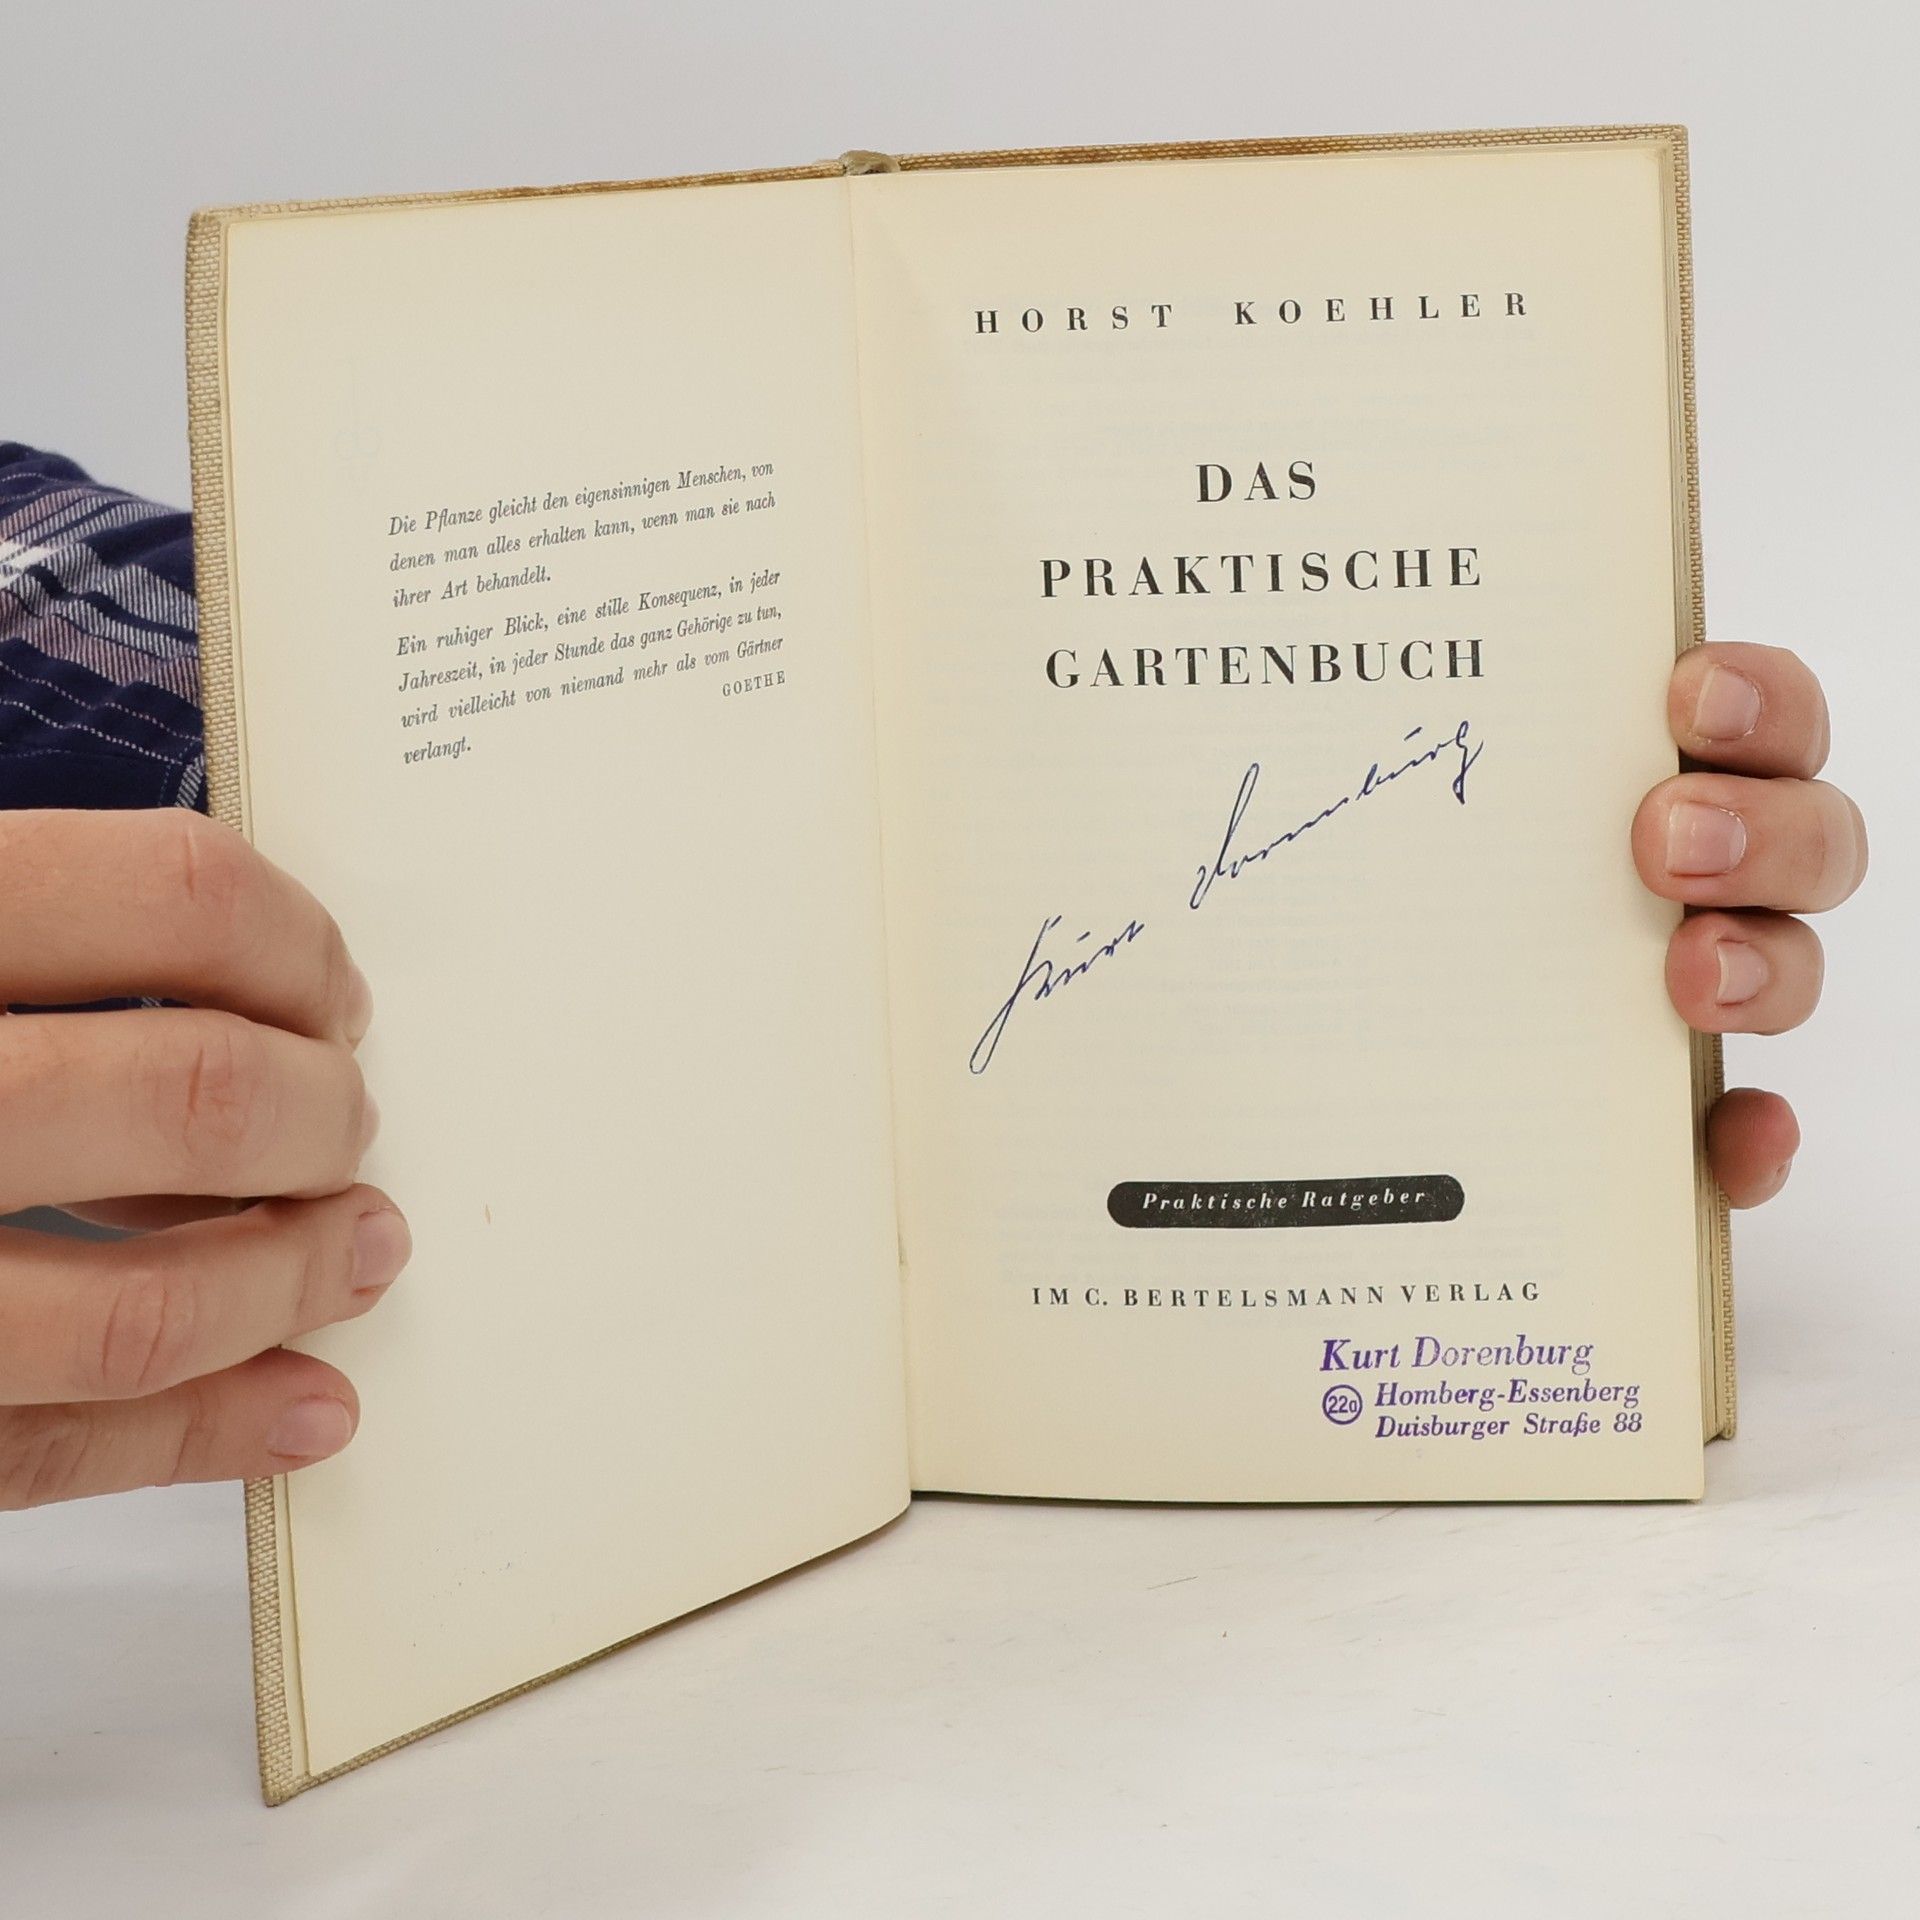 Die Pflanze gleicht den eigensinnigen Menschen, von
denen man alles erhalten kann, wenn man sie nach
ihrer Art behandelt.
Ein ruhiger Blick, eine stille Konsequenz, in jeder
Jahreszeit, in jeder Stunde das ganz Gehörige zu tun,
wird vielleicht von niemand mehr als vom Gärtner
verlangt.
GOETHE
HORST KOEHLER
DAS
PRAKTISCHE
GARTENBUCH
Kurt Dorenburg
Praktische Ratgeber
IM C. BERTELSMANN VERLAG
Kurt Dorenburg
22a Homberg-Essenberg
Duisburger Straße 88